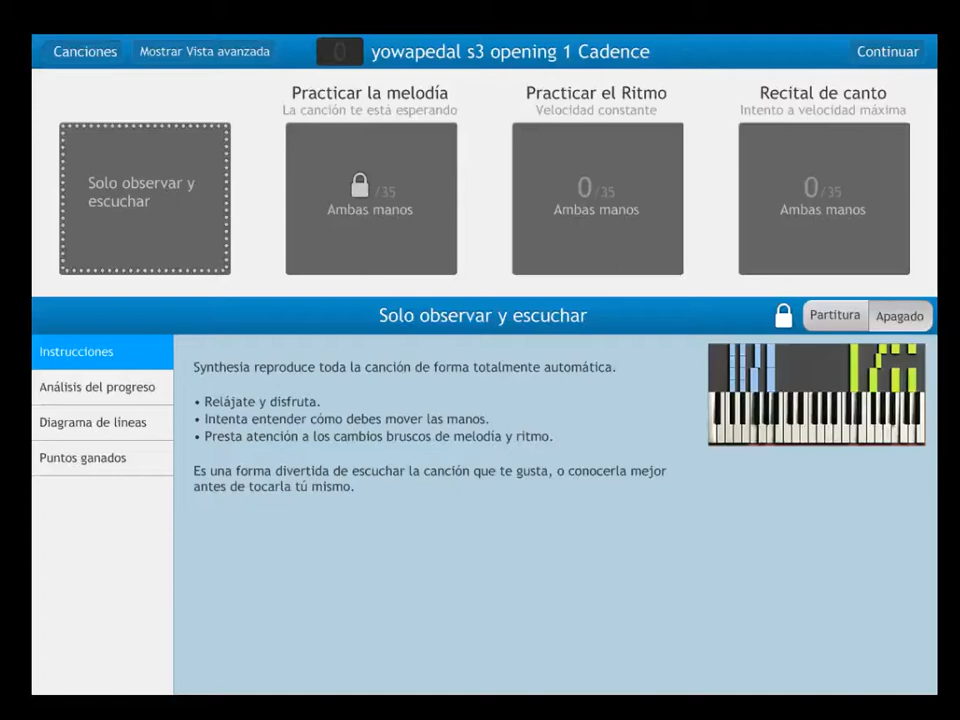 Canciones
Mostrar Vista avanzada
0
yowapedal s3 opening 1 Cadence
Continuar
Practicar la melodía
La canción te está esperando
Practicar el Ritmo
Velocidad constante
Recital de canto
Intento a velocidad máxima
Solo observar y
escuchar
/35
Ambas manos
0/35
Ambas manos
0/35
Ambas manos
Solo observar y escuchar
Partitura
Apagado
Instrucciones
Análisis del progreso
Diagrama de líneas
Puntos ganados
Synthesia reproduce toda la canción de forma totalmente automática.
• Relájate y disfruta.
• Intenta entender cómo debes mover las manos.
• Presta atención a los cambios bruscos de melodía y ritmo.
Es una forma divertida de escuchar la canción que te gusta, o conocerla mejor
antes de tocarla tú mismo.